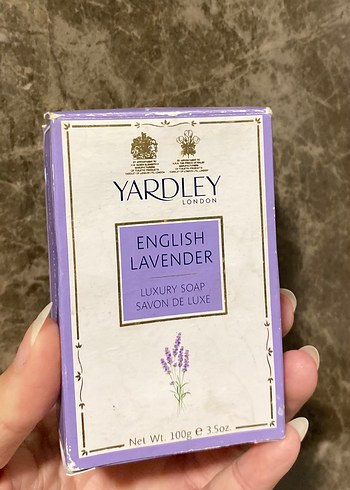 YARDLEY
LONDON
ENGLISH
LAVENDER
LUXURY SOAP
SAVON DE LUXE
Net Wt. 100g e 3.5oz.